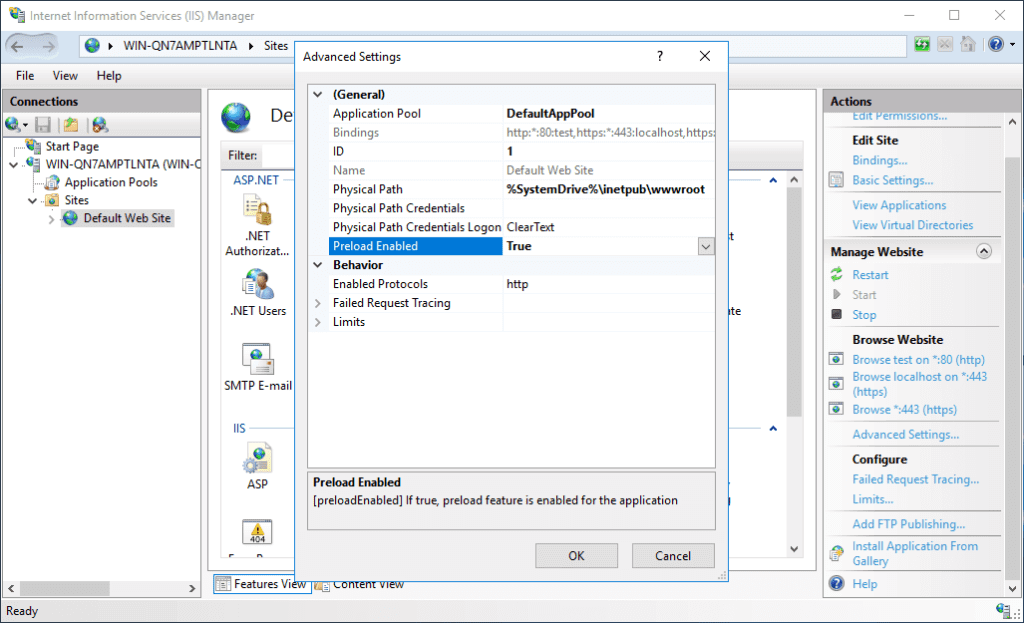 Internet Information Services (IIS) Manager
WIN-QN7AMPTLNTA
Sites
File View Help
Connections
Start Page
WIN-QN7AMPTLNTA (WIN-C
Application Pools
Sites
Default Web Site
De
Filter:
ASP.NET
.NET
Authorizat...
.NET Users
SMTP E-mail
IIS
ASP
404
Features View
Content View
Advanced Settings
?
(General)
Application Pool DefaultAppPool
Bindings http:*:80:test,https:*:443:localhost,https:
ID 1
Name Default Web Site
Physical Path %SystemDrive%\inetpub\wwwroot
Physical Path Credentials
Physical Path Credentials Logon ClearText
Preload Enabled True
Behavior
Enabled Protocols http
Failed Request Tracing
Limits
Preload Enabled
[preloadEnabled] If true, preload feature is enabled for the application
OK Cancel
Actions
Edit Permissions...
Edit Site
Bindings...
Basic Settings...
View Applications
View Virtual Directories
Manage Website
Restart
Start
Stop
Browse Website
Browse test on *:80 (http)
Browse localhost on *:443
(https)
Browse *:443 (https)
Advanced Settings...
Configure
Failed Request Tracing...
Limits...
Add FTP Publishing...
Install Application From
Gallery
Help
Ready